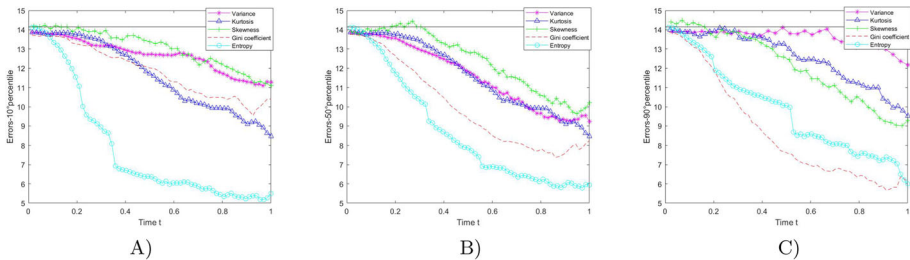 15
14
13
12
11
10
9
8
7
6
5
Errors-10°percentile
0
0.2
0.4
0.6
0.8
1
Time t
Variance
Kurtosis
Skewness
Gini coefficient
Entropy
A)
15
14
13
12
11
10
9
8
7
6
5
Errors-50°percentile
0
0.2
0.4
0.6
0.8
1
Time t
Variance
Kurtosis
Skewness
Gini coefficient
Entropy
B)
15
14
13
12
11
10
9
8
7
6
5
Errors-90°percentile
0
0.2
0.4
0.6
0.8
1
Time t
Variance
Kurtosis
Skewness
Gini coefficient
Entropy
C)